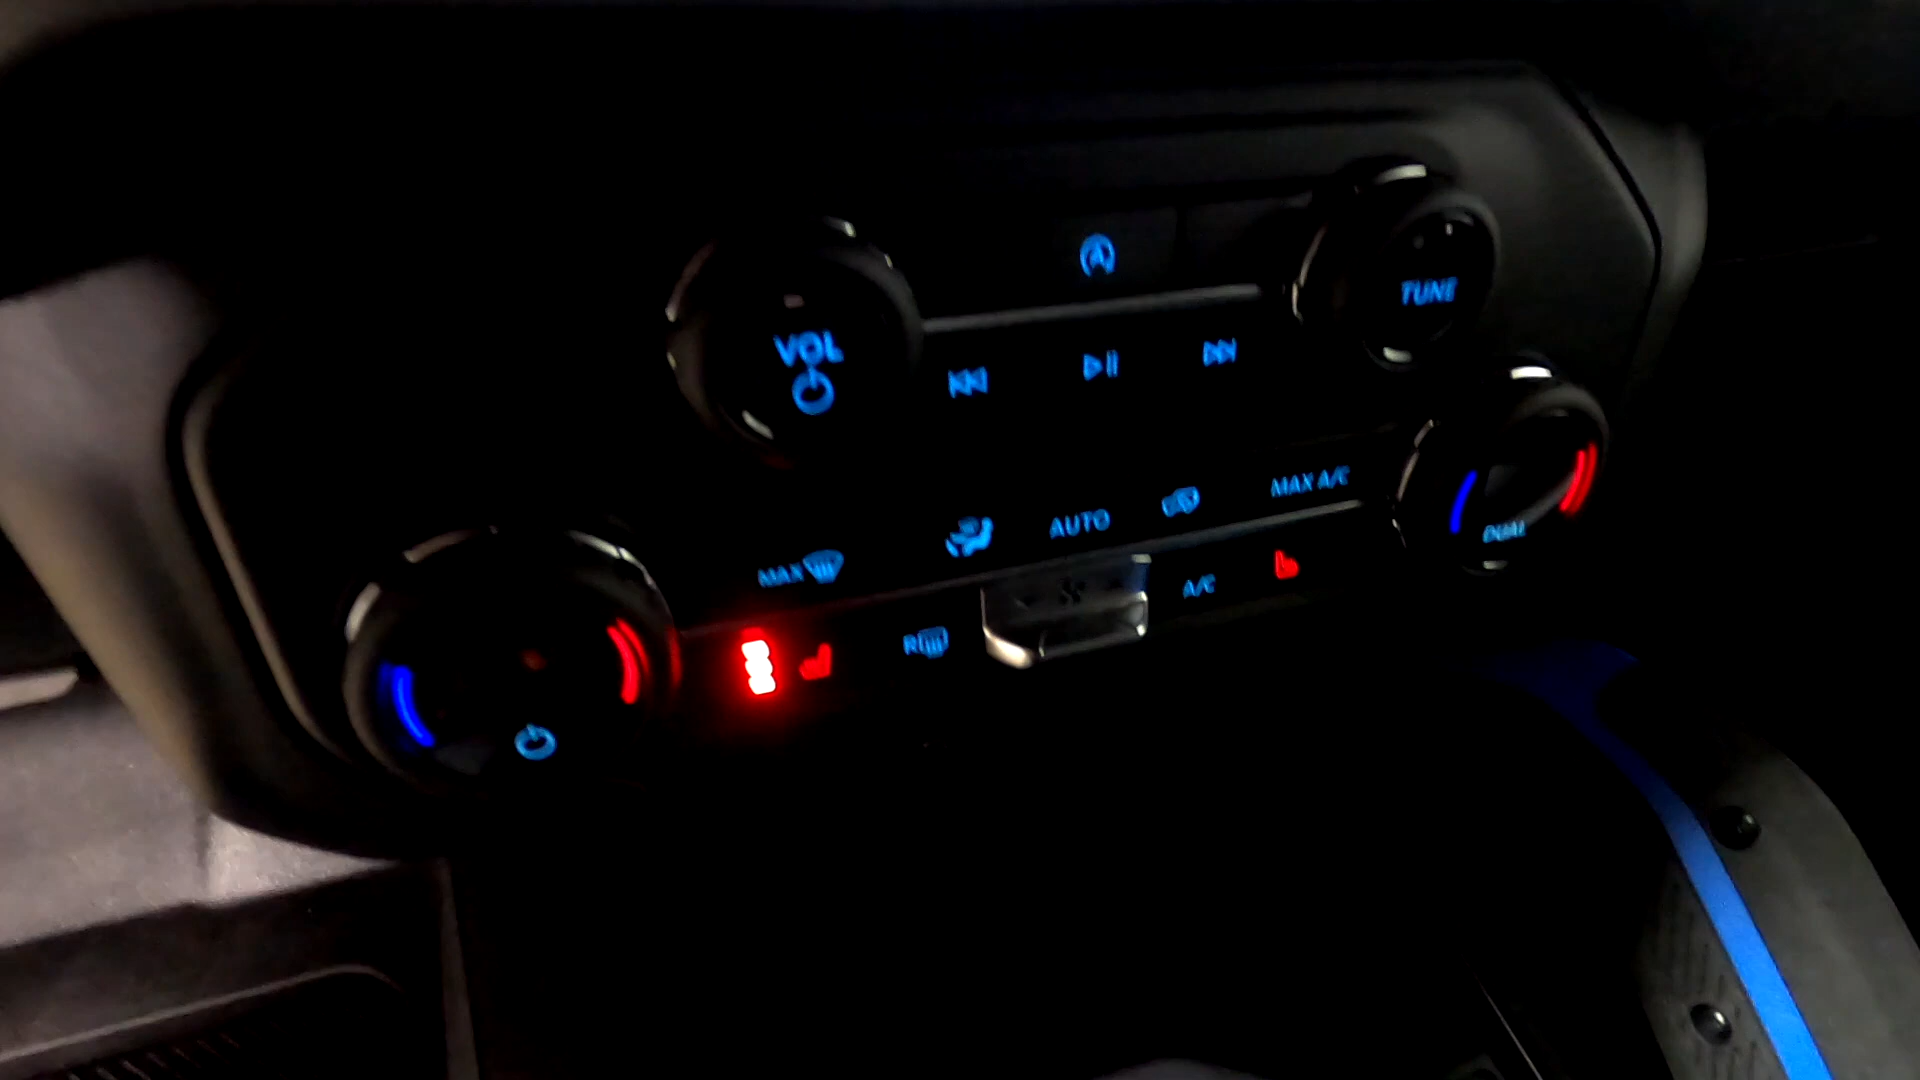 TUNE
VOL
MAX A/C
AUTO
MAX
DUAL
A/C
R